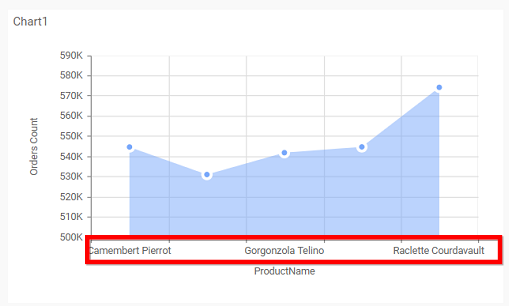 Chart1
590K
580K
570K
560K
550K
540K
530K
520K
510K
500K
Orders Count
Camembert Pierrot Gorgonzola Telino Raclette Courdavault
ProductName